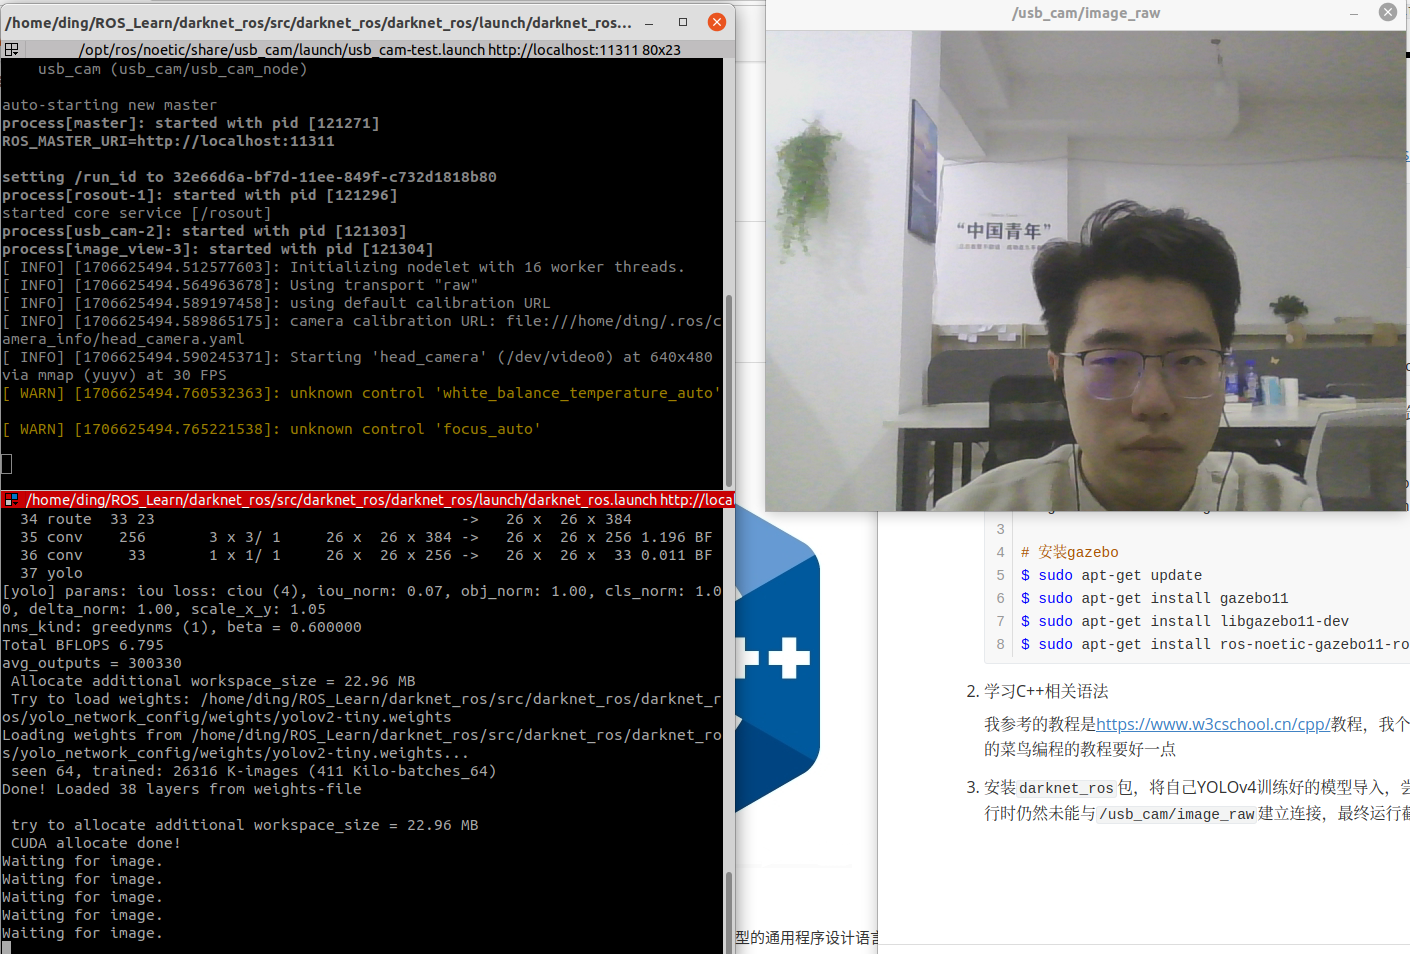 /home/ding/ROS_Learn/darknet_ros/src/darknet_ros/darknet_ros/launch/darknet_ros...
/opt/ros/noetic/share/usb_cam/launch/usb_cam-test.launch http://localhost:11311 80x23
usb_cam (usb_cam/usb_cam_node)
auto-starting new master
process[master]: started with pid [121271]
ROS_MASTER_URI=http://localhost:11311
setting /run_id to 32e66d6a-bf7d-11ee-849f-c732d1818b80
process[rosout-1]: started with pid [121296]
started core service [/rosout]
process[usb_cam-2]: started with pid [121303]
process[image_view-3]: started with pid [121304]
[ INFO] [1706625494.512577603]: Initializing nodelet with 16 worker threads.
[ INFO] [1706625494.564963678]: Using transport "raw"
[ INFO] [1706625494.589197458]: using default calibration URL
[ INFO] [1706625494.589865175]: camera calibration URL: file:///home/ding/.ros/c
amera_info/head_camera.yaml
[ INFO] [1706625494.590245371]: Starting 'head_camera' (/dev/video0) at 640x480
via mmap (yuyv) at 30 FPS
[ WARN] [1706625494.760532363]: unknown control 'white_balance_temperature_auto'
[ WARN] [1706625494.765221538]: unknown control 'focus_auto'
/home/ding/ROS_Learn/darknet_ros/src/darknet_ros/darknet_ros/launch/darknet_ros.launch http://loca
34 route  33 23                                  ->   26 x  26 x 384
35 conv    256       3 x 3/ 1     26 x  26 x 384 ->   26 x  26 x 256 1.196 BF
36 conv     33       1 x 1/ 1     26 x  26 x 256 ->   26 x  26 x  33 0.011 BF
37 yolo
[yolo] params: iou loss: ciou (4), iou_norm: 0.07, obj_norm: 1.00, cls_norm: 1.0
0, delta_norm: 1.00, scale_x_y: 1.05
nms_kind: greedynms (1), beta = 0.600000
Total BFLOPS 6.795
avg_outputs = 300330
Allocate additional workspace_size = 22.96 MB
Try to load weights: /home/ding/ROS_Learn/darknet_ros/src/darknet_ros/darknet_r
os/yolo_network_config/weights/yolov2-tiny.weights
Loading weights from /home/ding/ROS_Learn/darknet_ros/src/darknet_ros/darknet_ro
s/yolo_network_config/weights/yolov2-tiny.weights...
seen 64, trained: 26316 K-images (411 Kilo-batches_64)
Done! Loaded 38 layers from weights-file
try to allocate additional workspace_size = 22.96 MB
CUDA allocate done!
Waiting for image.
Waiting for image.
Waiting for image.
Waiting for image.
Waiting for image.
/usb_cam/image_raw
“中国青年”
3
4 # 安装gazebo
5 $ sudo apt-get update
6 $ sudo apt-get install gazebo11
7 $ sudo apt-get install libgazebo11-dev
8 $ sudo apt-get install ros-noetic-gazebo11-ro
2. 学习C++相关语法
我参考的教程是https://www.w3cschool.cn/cpp/教程，我个
的菜鸟编程的教程要好一点
3. 安装darknet_ros包，将自己YOLOv4训练好的模型导入，尝
行时仍然未能与/usb_cam/image_raw建立连接，最终运行截
++
型的通用程序设计语言